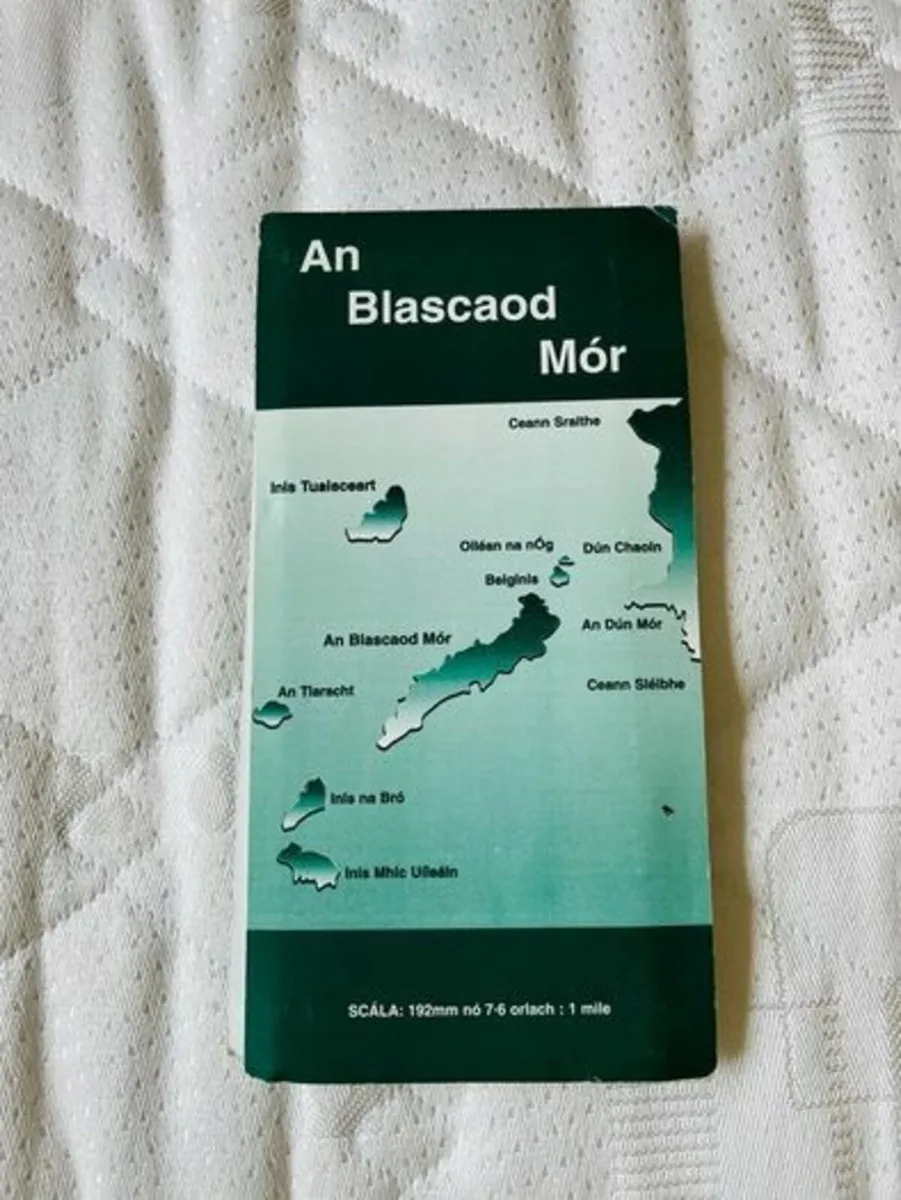 An
Blascaod
Mór
Ceann Sraithe
Inis Tuaisceart
Oileán na nÓg
Dún Chaoin
Beiginis
An Dún Mór
An Blascaod Mór
Ceann Sléibhe
An Tiaracht
Inis na Bró
Inis Mhic Uileáin
SCÁLA: 192mm nó 7·6 orlach : 1 mile